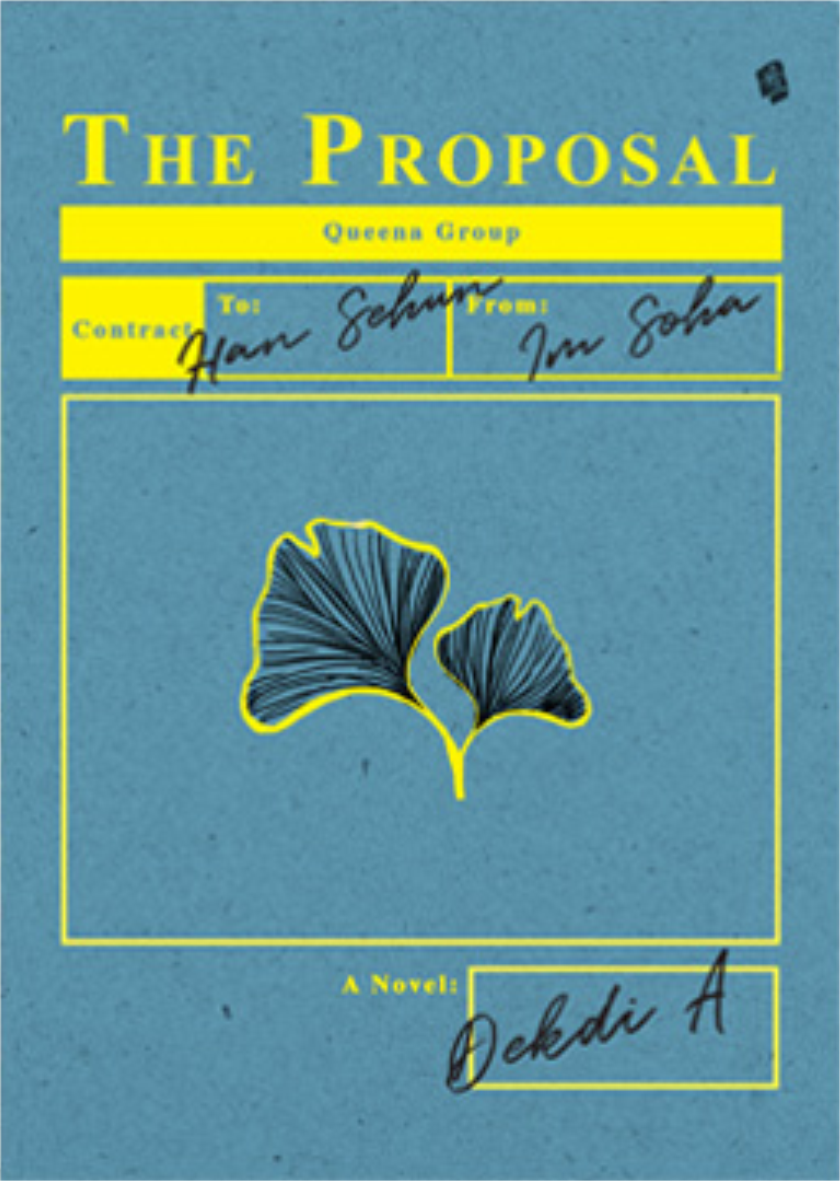 THE PROPOSAL
Queena Group
Contract
To: Han Sehun
From: Im Soha
A Novel: Dekdi A